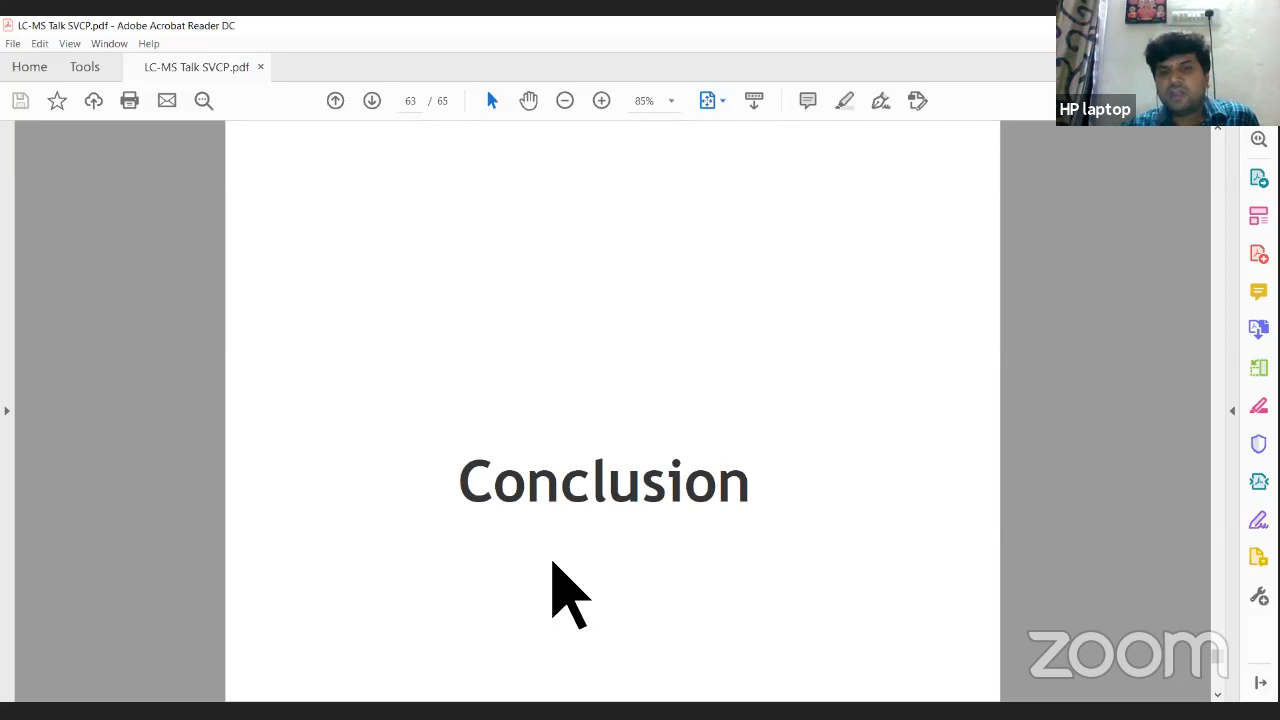 LC-MS Talk SVCP.pdf - Adobe Acrobat Reader DC
File Edit View Window Help
Home Tools LC-MS Talk SVCP.pdf ×
63 / 65 85%
HP laptop
Conclusion
zoom